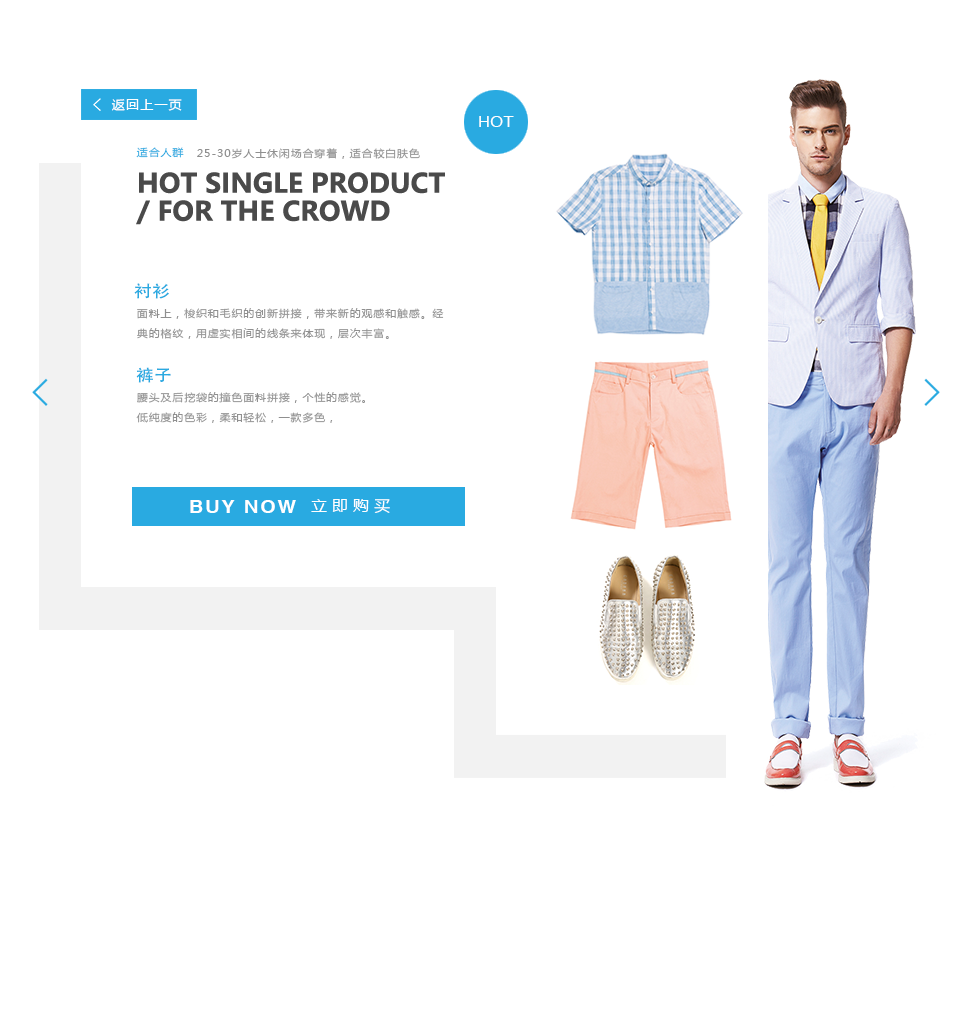 返回上一页
HOT
适合人群 25-30岁人士休闲场合穿着，适合较白肤色
HOT SINGLE PRODUCT
/ FOR THE CROWD
衬衫
面料上，梭织和毛织的创新拼接，带来新的观感和触感。经
典的格纹，用虚实相间的线条来体现，层次丰富。
裤子
腰头及后挖袋的撞色面料拼接，个性的感觉。
低纯度的色彩，柔和轻松，一款多色，
BUY NOW 立即购买